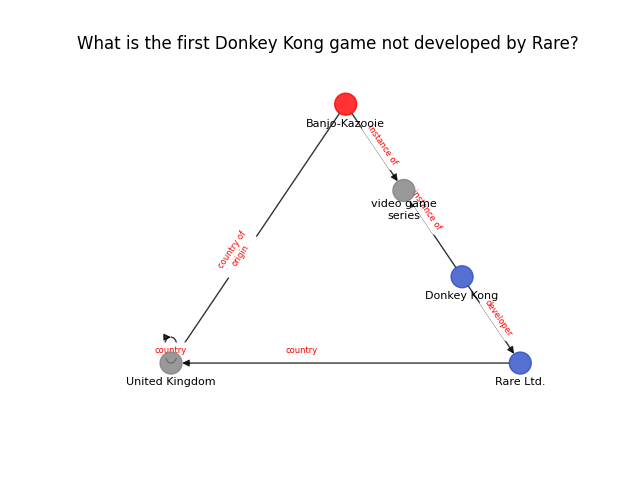 What is the first Donkey Kong game not developed by Rare?
Banjo-Kazooie
instance of
video game
series
instance of
country of
origin
Donkey Kong
developer
country
country
United Kingdom
Rare Ltd.